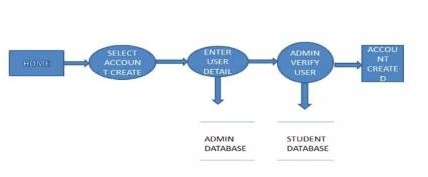 HOME
SELECT
ACCOUN
T CREATE
ENTER
USER
DETAIL
ADMIN
VERIFY
USER
ACCOU
NT
CREATE
D
ADMIN
DATABASE
STUDENT
DATABASE